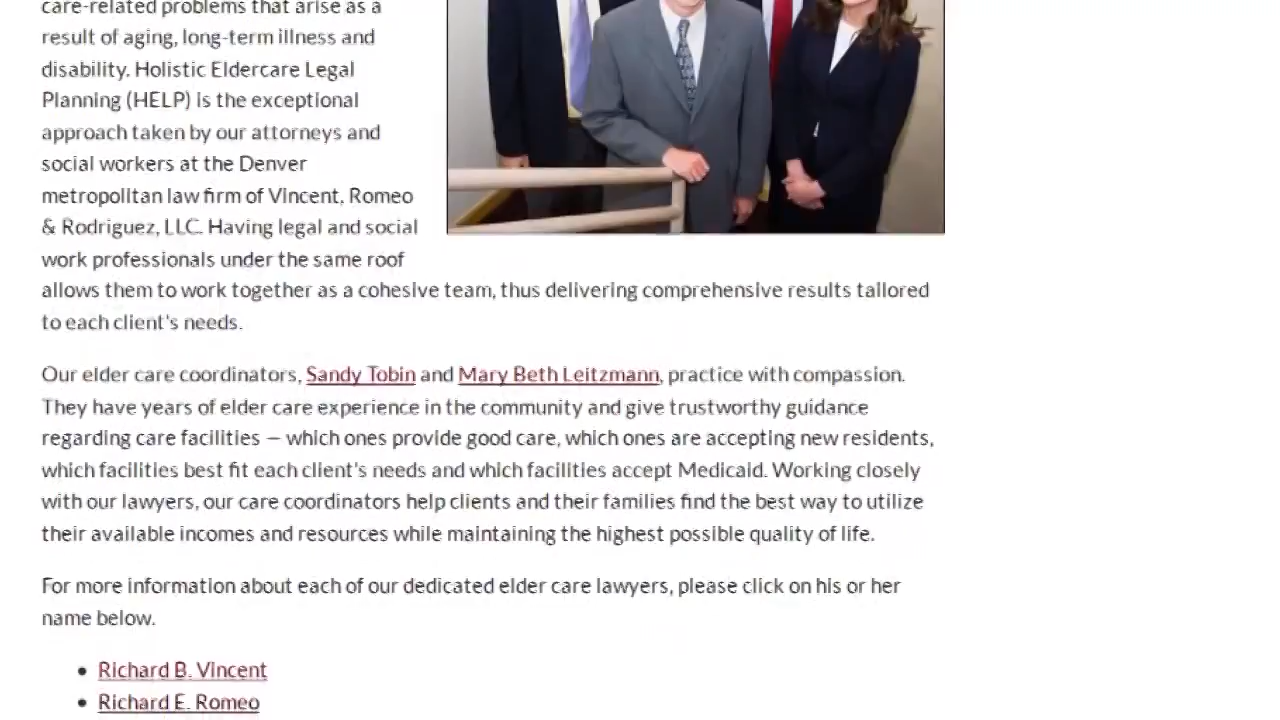 care-related problems that arise as a
result of aging, long-term illness and
disability. Holistic Eldercare Legal
Planning (HELP) is the exceptional
approach taken by our attorneys and
social workers at the Denver
metropolitan law firm of Vincent, Romeo
& Rodriguez, LLC. Having legal and social
work professionals under the same roof
allows them to work together as a cohesive team, thus delivering comprehensive results tailored
to each client's needs.
Our elder care coordinators, Sandy Tobin and Mary Beth Leitzmann, practice with compassion.
They have years of elder care experience in the community and give trustworthy guidance
regarding care facilities — which ones provide good care, which ones are accepting new residents,
which facilities best fit each client's needs and which facilities accept Medicaid. Working closely
with our lawyers, our care coordinators help clients and their families find the best way to utilize
their available incomes and resources while maintaining the highest possible quality of life.
For more information about each of our dedicated elder care lawyers, please click on his or her
name below.
• Richard B. Vincent
• Richard E. Romeo